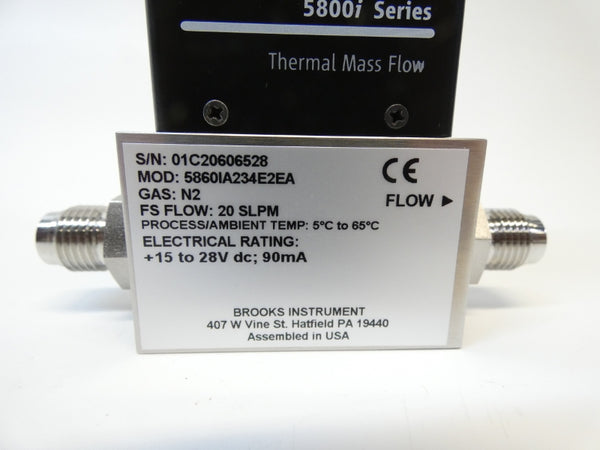 5800i Series
Thermal Mass Flow
S/N: 01C20606528
MOD: 5860IA234E2EA
GAS: N2
FS FLOW: 20 SLPM
PROCESS/AMBIENT TEMP: 5ºC to 65ºC
ELECTRICAL RATING:
+15 to 28V dc; 90mA
CE
FLOW ►
BROOKS INSTRUMENT
407 W Vine St. Hatfield PA 19440
Assembled in USA